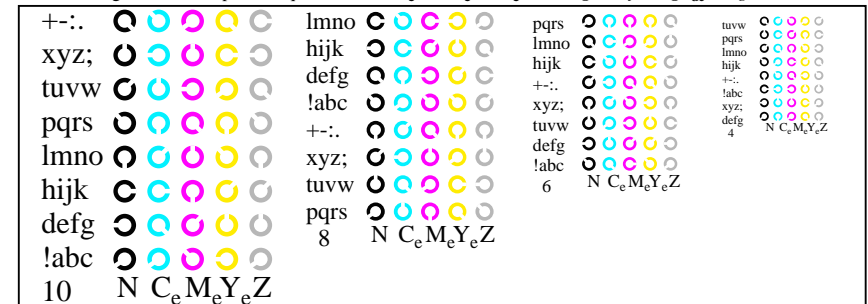 +-:.
xyz;
tuvw
pqrs
lmno
hijk
defg
!abc
10 N CeMeYeZ
lmno
hijk
defg
!abc
+-:.
xyz;
tuvw
pqrs
8 N CeMeYeZ
pqrs
lmno
hijk
+-:.
xyz;
tuvw
defg
!abc
6 N CeMeYeZ
tuvw
pqrs
lmno
hijk
+-:.
!abc
xyz;
defg
4 N CeMeYeZ